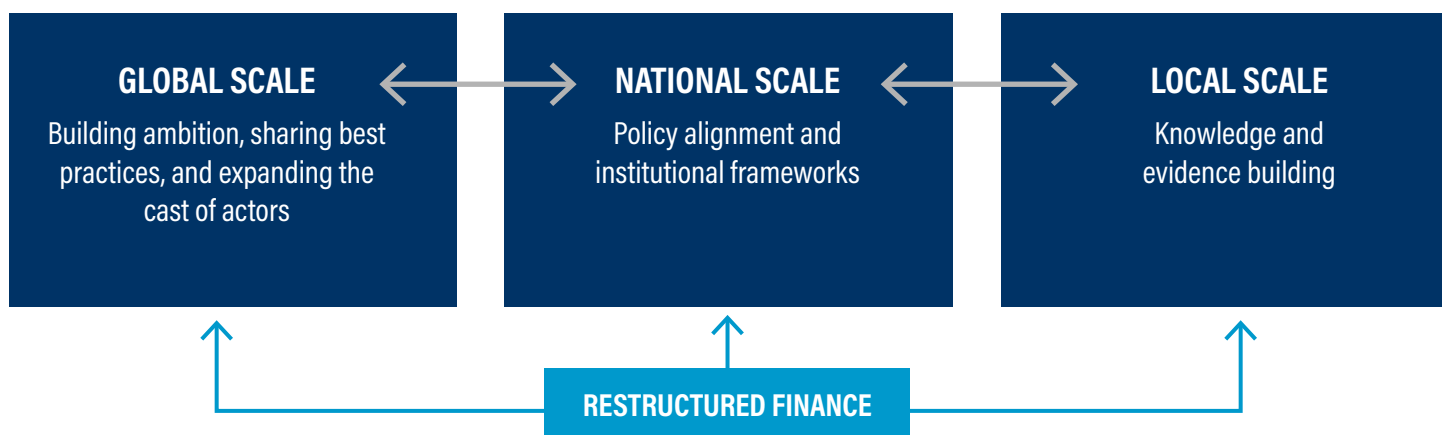 GLOBAL SCALE
Building ambition, sharing best
practices, and expanding the
cast of actors
NATIONAL SCALE
Policy alignment and
institutional frameworks
LOCAL SCALE
Knowledge and
evidence building
RESTRUCTURED FINANCE